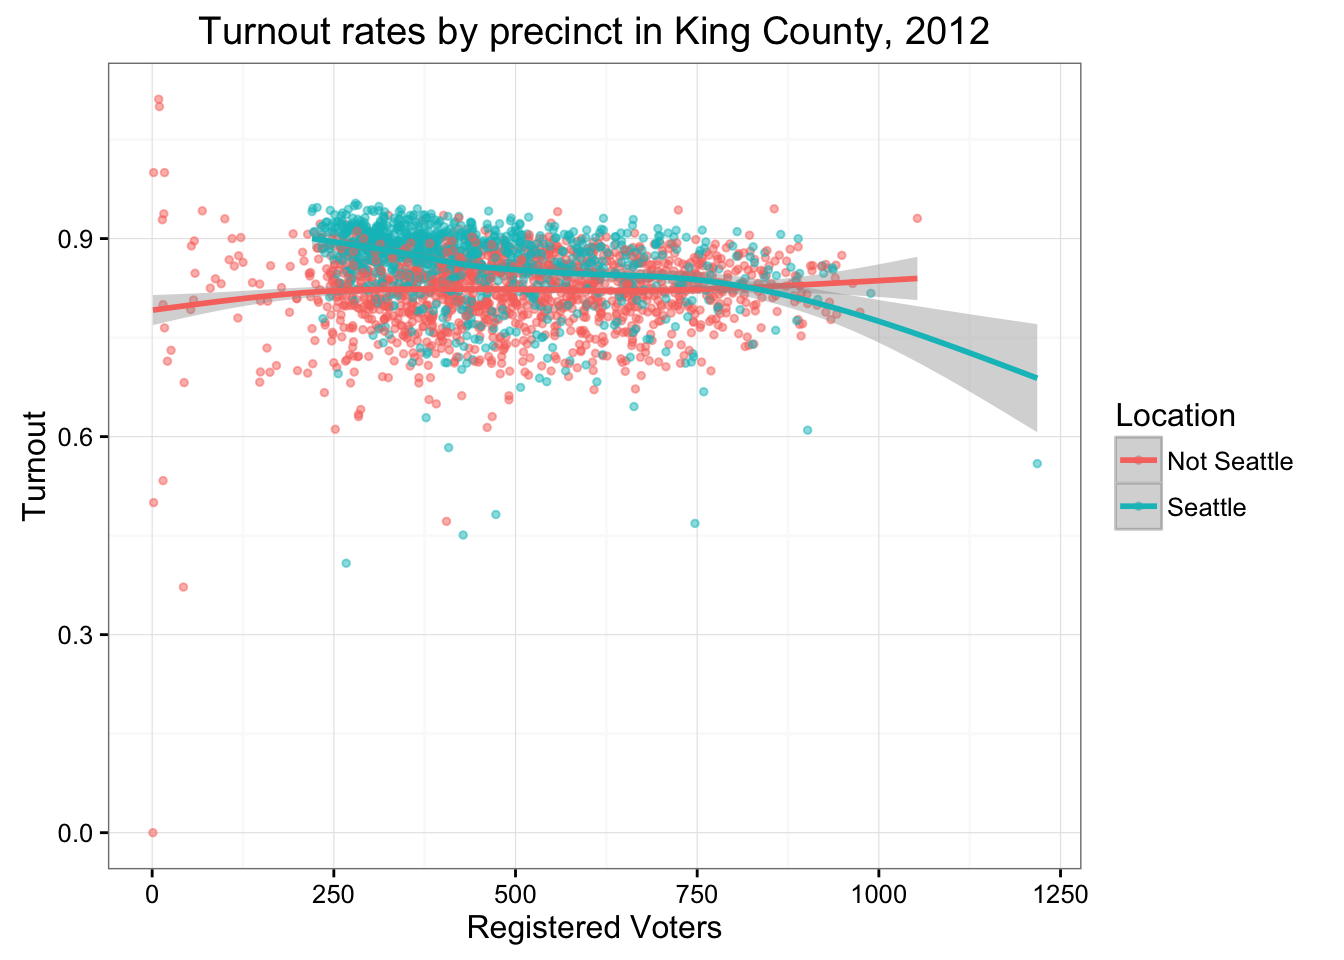 Turnout rates by precinct in King County, 2012
Turnout
0.9
0.6
0.3
0.0
0 250 500 750 1000 1250
Registered Voters
Location
Not Seattle
Seattle